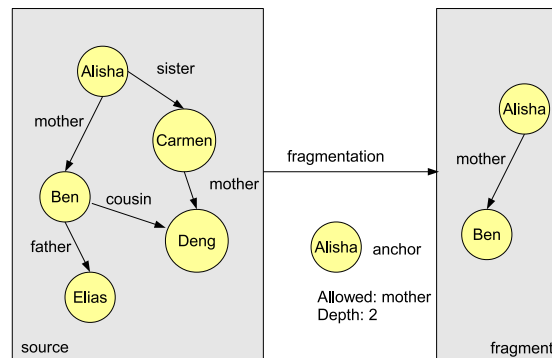 Alisha
sister
mother
Carmen
mother
Ben
cousin
Deng
father
Elias
source
fragmentation
Alisha
anchor
Allowed: mother
Depth: 2
Alisha
mother
Ben
fragment